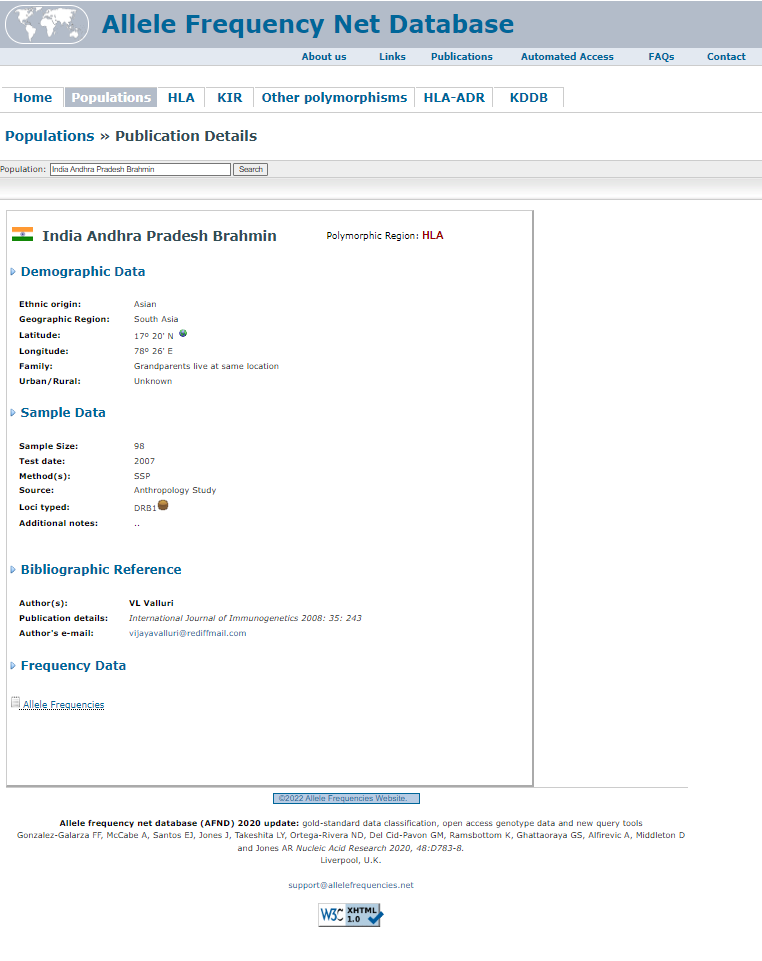 Allele Frequency Net Database
About us Links Publications Automated Access FAQs Contact
Home Populations HLA KIR Other polymorphisms HLA-ADR KDDB
Populations » Publication Details
Population: India Andhra Pradesh Brahmin Search
India Andhra Pradesh Brahmin Polymorphic Region: HLA
Demographic Data
Ethnic origin: Asian
Geographic Region: South Asia
Latitude: 17º 20' N
Longitude: 78º 26' E
Family: Grandparents live at same location
Urban/Rural: Unknown
Sample Data
Sample Size: 98
Test date: 2007
Method(s): SSP
Source: Anthropology Study
Loci typed: DRB1
Additional notes: ..
Bibliographic Reference
Author(s): VL Valluri
Publication details: International Journal of Immunogenetics 2008: 35: 243
Author's e-mail: vijayavalluri@rediffmail.com
Frequency Data
Allele Frequencies
©2022 Allele Frequencies Website.
Allele frequency net database (AFND) 2020 update: gold-standard data classification, open access genotype data and new query tools
Gonzalez-Galarza FF, McCabe A, Santos EJ, Jones J, Takeshita LY, Ortega-Rivera ND, Del Cid-Pavon GM, Ramsbottom K, Ghattaoraya GS, Alfirevic A, Middleton D
and Jones AR Nucleic Acid Research 2020, 48:D783-8.
Liverpool, U.K.
support@allelefrequencies.net
W3C XHTML
1.0